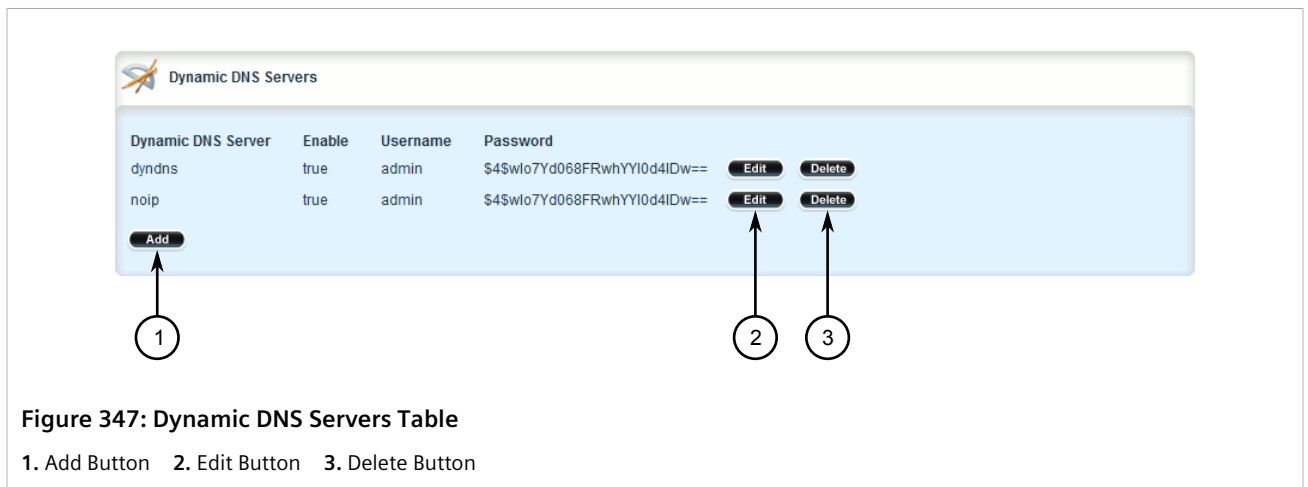 Dynamic DNS Servers
Dynamic DNS Server Enable Username Password
dyndns true admin $4$wIo7Yd068FRwhYYI0d4IDw== Edit Delete
noip true admin $4$wIo7Yd068FRwhYYI0d4IDw== Edit Delete
Add
1 2 3
Figure 347: Dynamic DNS Servers Table
1. Add Button 2. Edit Button 3. Delete Button